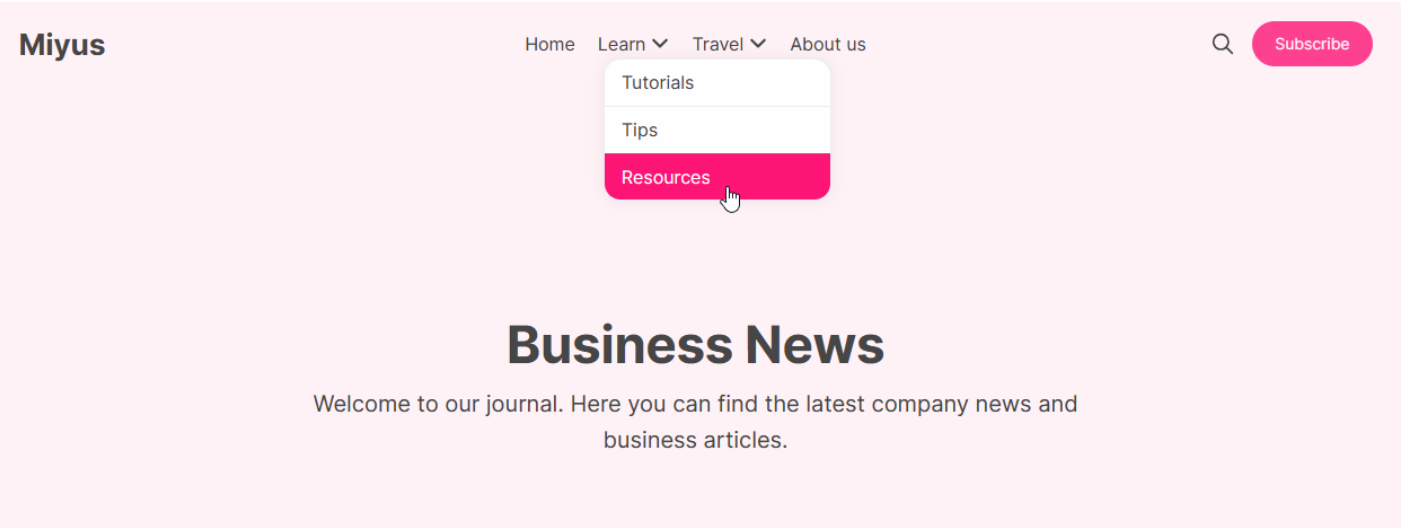 Miyus
Home Learn Travel About us
Subscribe
Tutorials
Tips
Resources
Business News
Welcome to our journal. Here you can find the latest company news and
business articles.